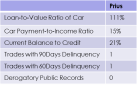 Prius
Loan-to-Value Ratio of Car 111%
Car Payment-to-Income Ratio 15%
Current Balance to Credit 21%
Trades with 90Days Delinquency 1
Trades with 60Days Delinquency 1
Derogatory Public Records 0